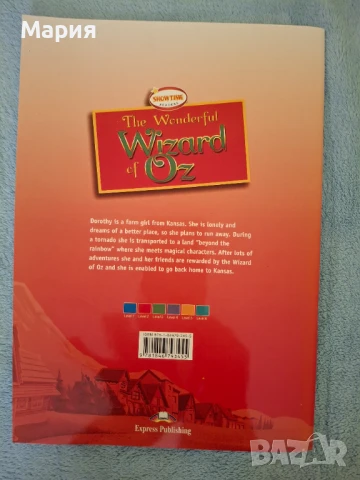 Мария
SHOWTIME
READERS
The Wonderful
Wizard
of Oz
Dorothy is a farm girl from Kansas. She is lonely and
dreams of a better place, so she plans to run away. During
a tornado she is transported to a land "beyond the
rainbow" where she meets magical characters. After lots of
adventures she and her friends are rewarded by the Wizard
of Oz and she is enabled to go back home to Kansas.
Express Publishing
BAZAR